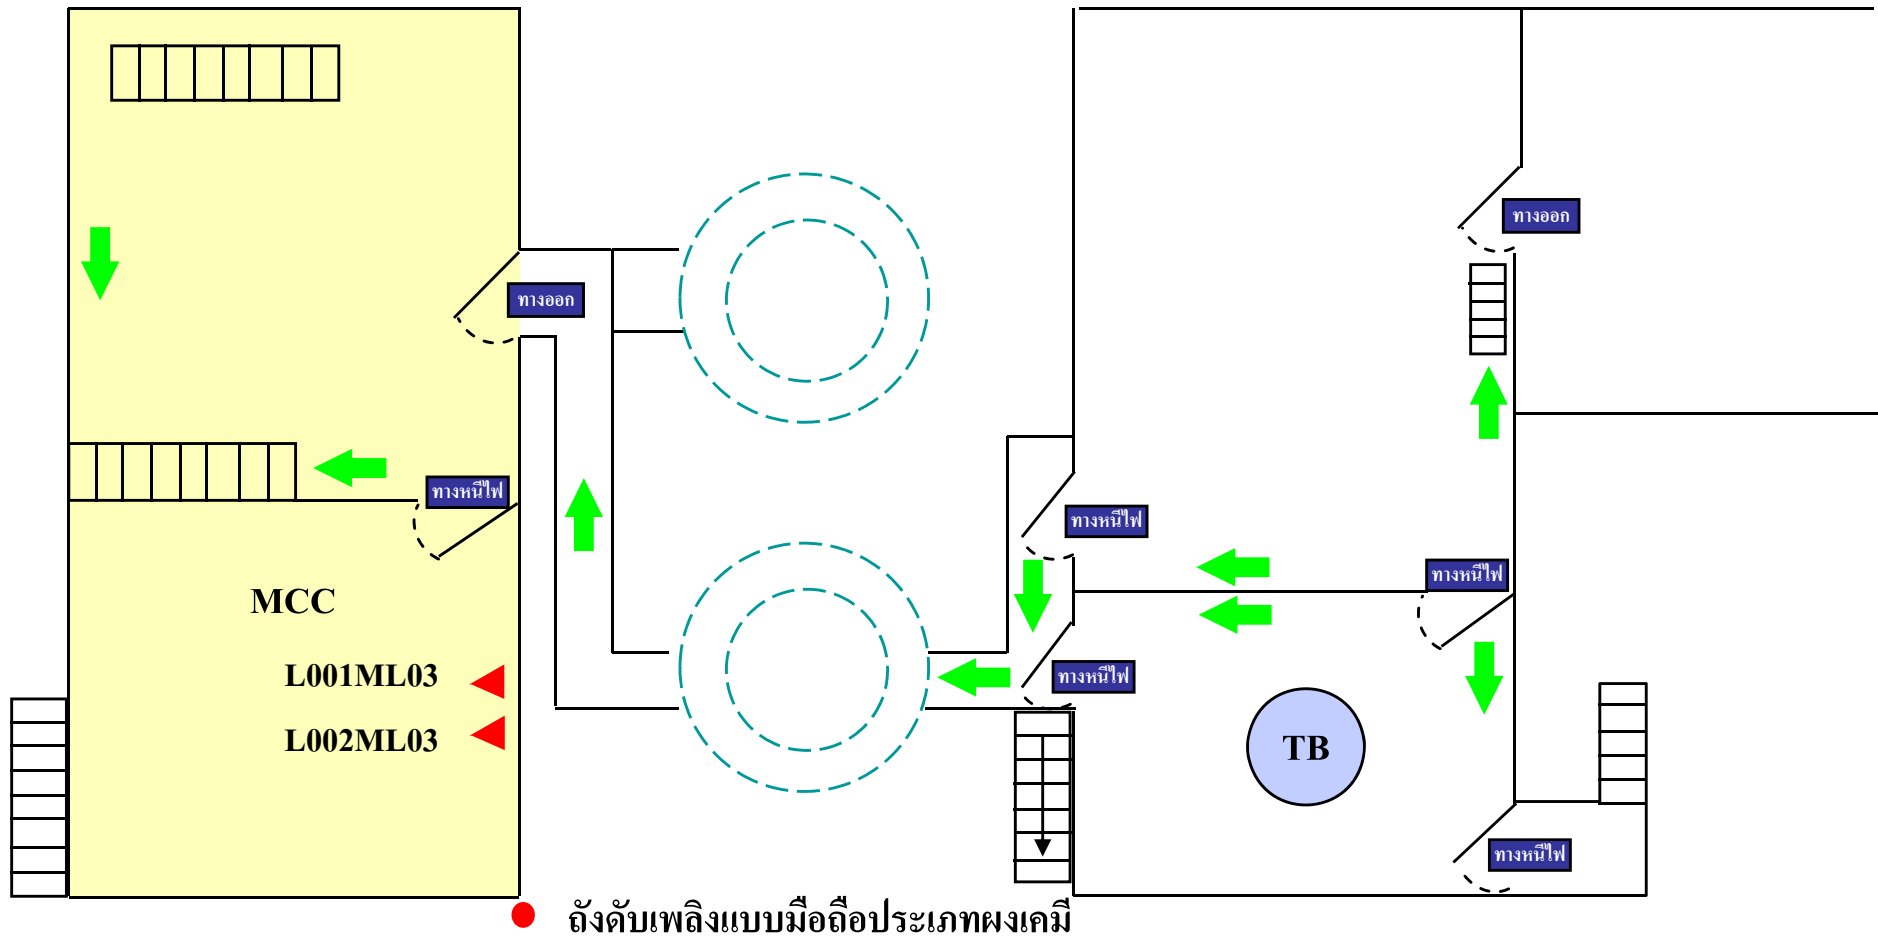 ทางออก
ทางออก
ทางหนีไฟ
ทางหนีไฟ
ทางหนีไฟ
MCC
L001ML03
ทางหนีไฟ
L002ML03
TB
ทางหนีไฟ
ถังดับเพลิงแบบมือถือประเภทผงเคมี